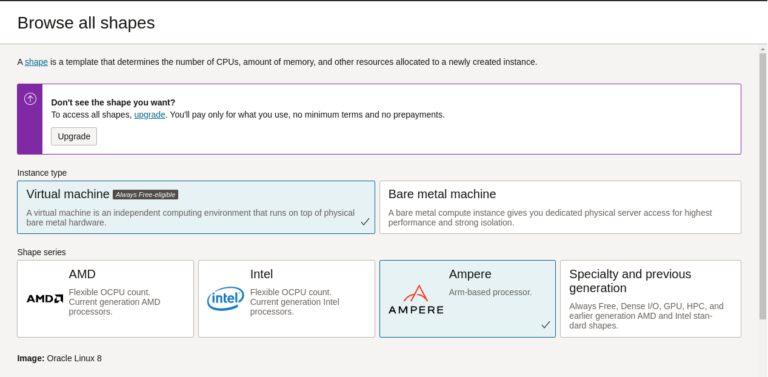 Browse all shapes
A shape is a template that determines the number of CPUs, amount of memory, and other resources allocated to a newly created instance.
Don't see the shape you want?
To access all shapes, upgrade. You'll pay only for what you use, no minimum terms and no prepayments.
Upgrade
Instance type
Virtual machine Always Free-eligible
A virtual machine is an independent computing environment that runs on top of physical
bare metal hardware.
Bare metal machine
A bare metal compute instance gives you dedicated physical server access for highest
performance and strong isolation.
Shape series
AMD
AMD
Flexible OCPU count.
Current generation AMD
processors.
intel
Intel
Flexible OCPU count.
Current generation Intel
processors.
AMPERE
Ampere
Arm-based processor.
Specialty and previous
generation
Always Free, Dense I/O, GPU, HPC, and
earlier generation AMD and Intel stan-
dard shapes.
Image: Oracle Linux 8